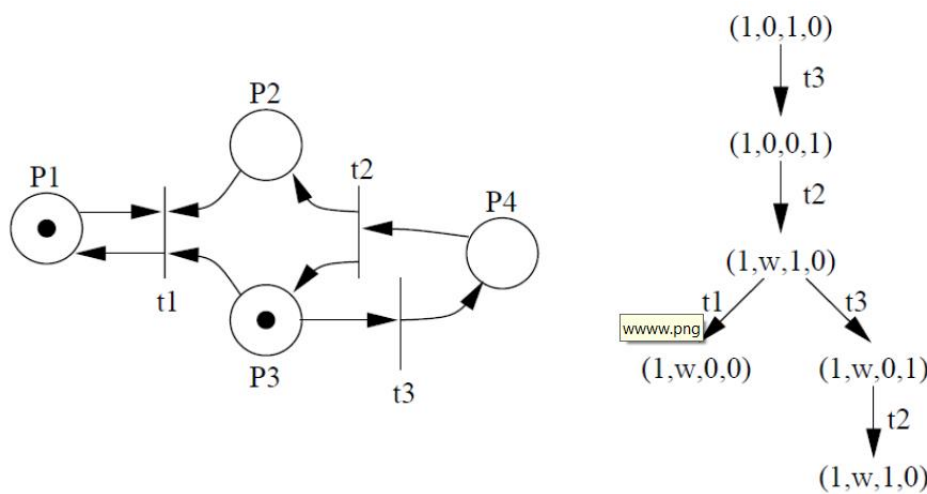 P1
P2
P3
P4
t1
t2
t3
(1,0,1,0)
t3
(1,0,0,1)
t2
(1,w,1,0)
t1
t3
wwww.png
(1,w,0,0)
(1,w,0,1)
t2
(1,w,1,0)